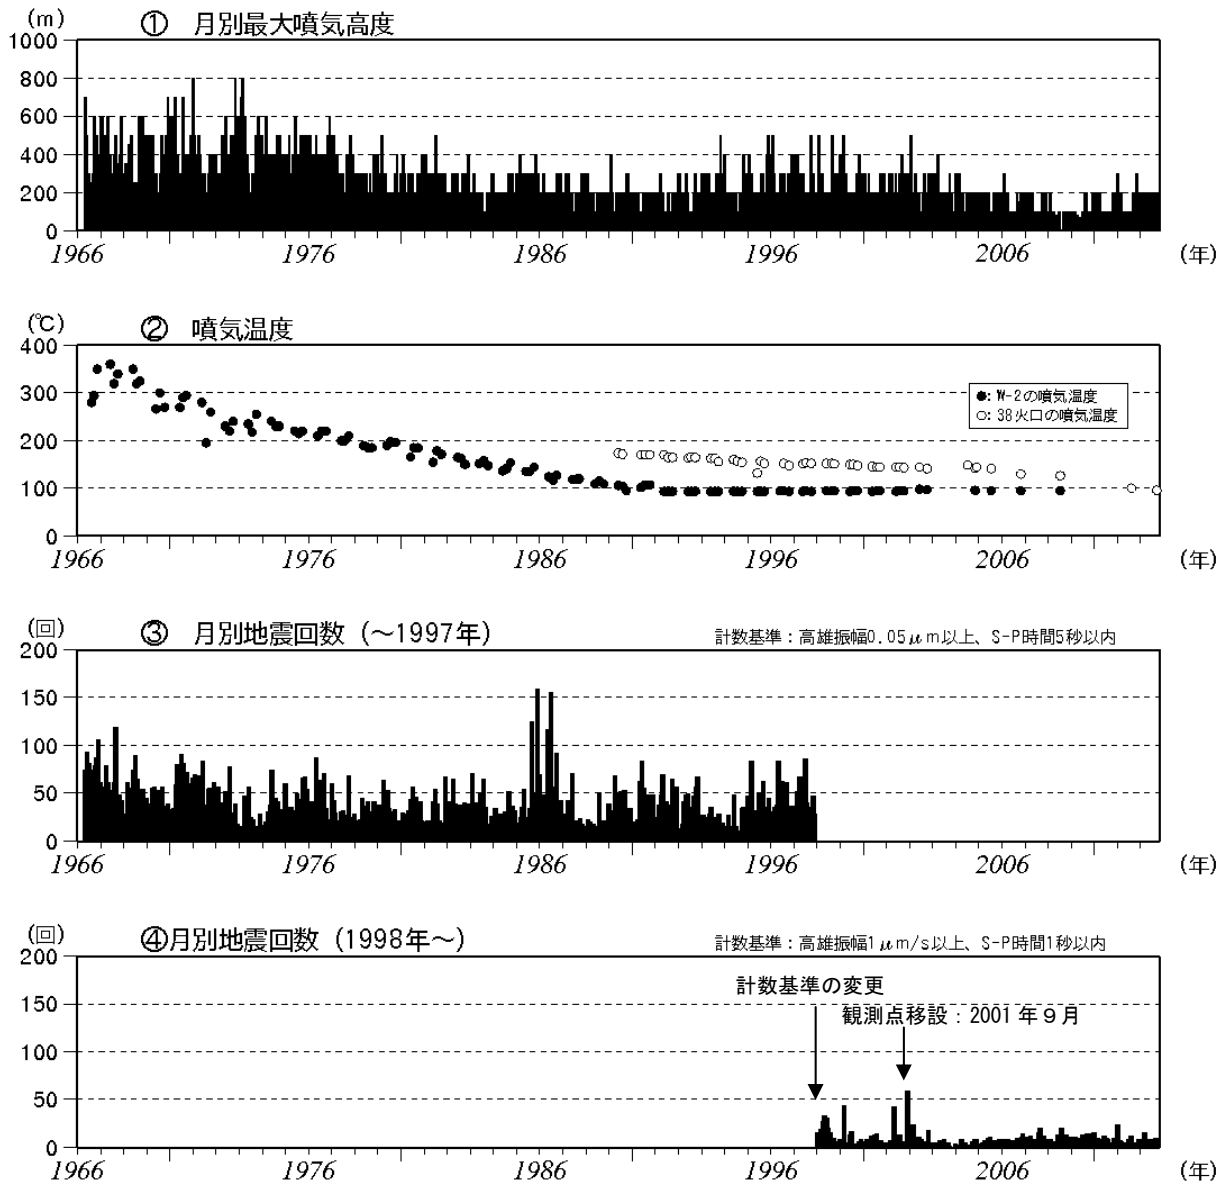 (m)
① 月別最大噴気高度
1000
800
600
400
200
0
1966 1976 1986 1996 2006 (年)
(℃)
② 噴気温度
400
300
200
100
0
●: W-2の噴気温度
○: 38火口の噴気温度
1966 1976 1986 1996 2006 (年)
(回)
③ 月別地震回数（～1997年）
計数基準：高雄振幅0.05μm以上、S-P時間5秒以内
200
150
100
50
0
1966 1976 1986 1996 2006 (年)
(回)
④月別地震回数（1998年～）
計数基準：高雄振幅1μm/s以上、S-P時間1秒以内
200
150
100
50
0
計数基準の変更
観測点移設：2001年９月
1966 1976 1986 1996 2006 (年)